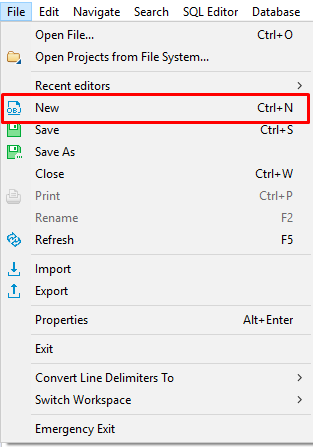 File Edit Navigate Search SQL Editor Database
Open File... Ctrl+O
Open Projects from File System...
Recent editors
OBJ New Ctrl+N
Save Ctrl+S
Save As
Close Ctrl+W
Print Ctrl+P
Rename F2
Refresh F5
Import
Export
Properties Alt+Enter
Exit
Convert Line Delimiters To
Switch Workspace
Emergency Exit